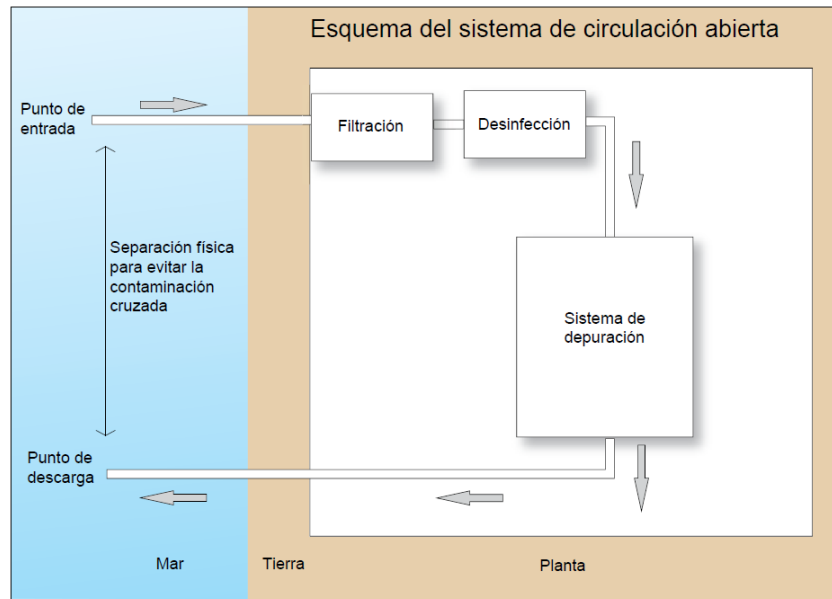 Esquema del sistema de circulación abierta
Punto de
entrada
Filtración
Desinfección
Separación física
para evitar la
contaminación
cruzada
Sistema de
depuración
Punto de
descarga
Mar
Tierra
Planta